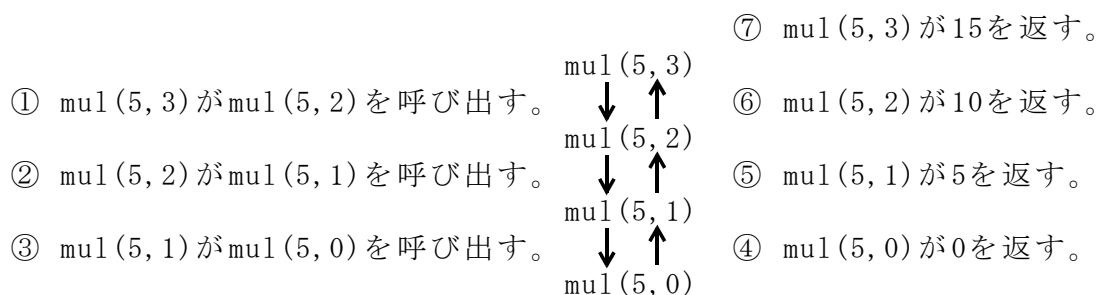 ⑦ mul(5,3)が15を返す。
mul(5,3)
① mul(5,3)がmul(5,2)を呼び出す。
⑥ mul(5,2)が10を返す。
mul(5,2)
② mul(5,2)がmul(5,1)を呼び出す。
⑤ mul(5,1)が5を返す。
mul(5,1)
③ mul(5,1)がmul(5,0)を呼び出す。
④ mul(5,0)が0を返す。
mul(5,0)